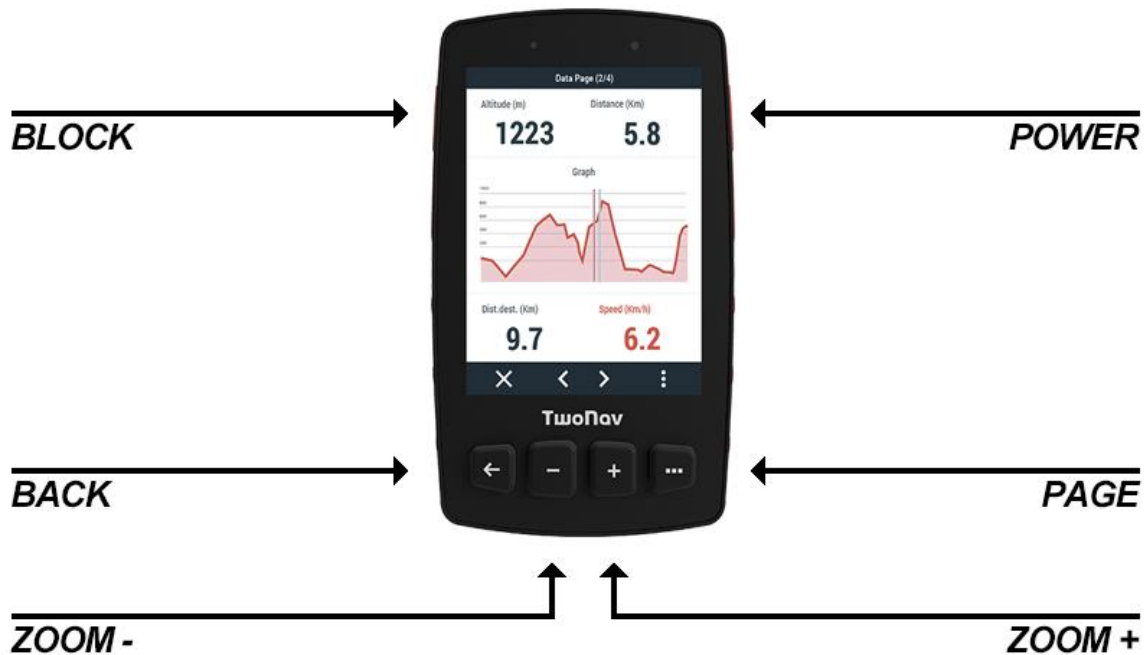 Data Page (2/4)
Altitude (m) Distance (Km)
1223 5.8
BLOCK POWER
Graph
Dist.dest. (Km) Speed (Km/h)
9.7 6.2
TwoNav
BACK PAGE
ZOOM - ZOOM +